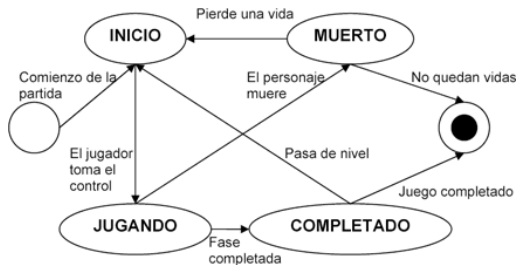 Pierde una vida
INICIO
MUERTO
Comienzo de la
partida
El personaje
muere
No quedan vidas
El jugador
toma el
control
Pasa de nivel
Juego completado
JUGANDO
COMPLETADO
Fase
completada